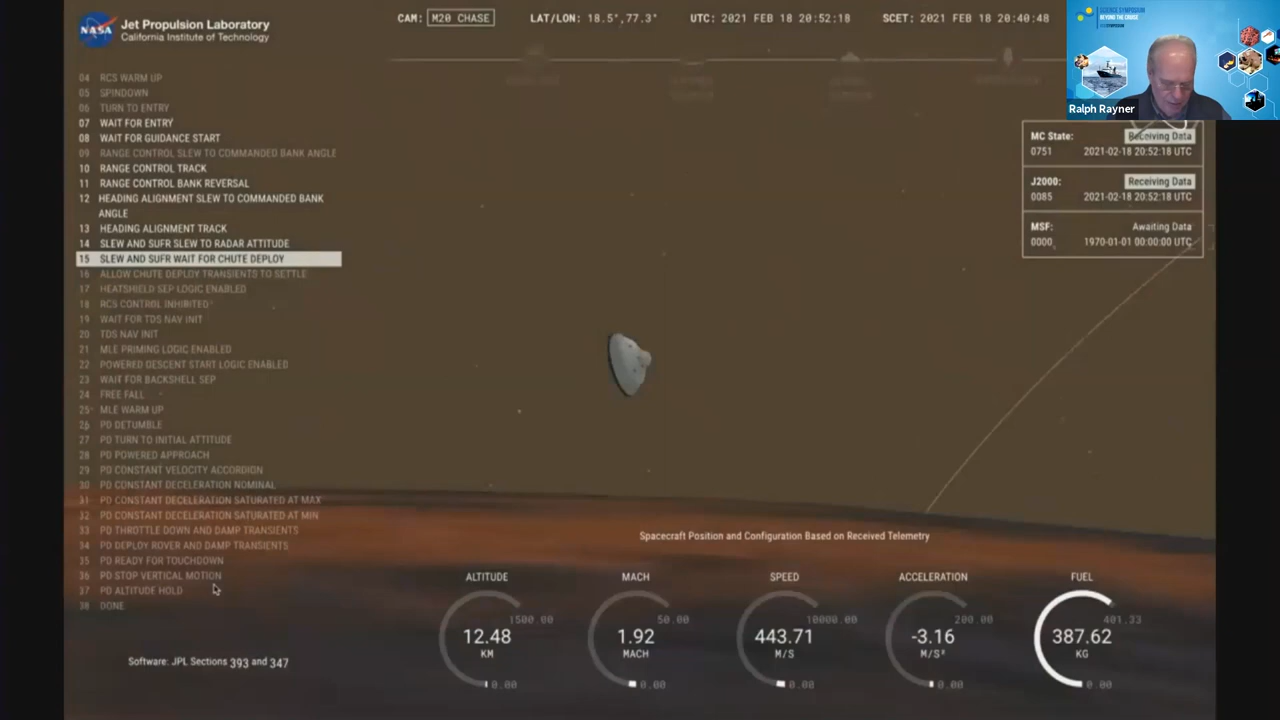 NASA
Jet Propulsion Laboratory
California Institute of Technology
CAM: M20 CHASE
LAT/LON: 18.5°,77.3°
UTC: 2021 FEB 18 20:52:18
SCET: 2021 FEB 18 20:40:48
SCIENCE SYMPOSIUM
BEYOND THE CRUISE
Ralph Rayner
04 RCS WARM UP
05 SPINDOWN
06 TURN TO ENTRY
07 WAIT FOR ENTRY
08 WAIT FOR GUIDANCE START
09 RANGE CONTROL SLEW TO COMMANDED BANK ANGLE
10 RANGE CONTROL TRACK
11 RANGE CONTROL BANK REVERSAL
12 HEADING ALIGNMENT SLEW TO COMMANDED BANK
ANGLE
13 HEADING ALIGNMENT TRACK
14 SLEW AND SUFR SLEW TO RADAR ATTITUDE
15 SLEW AND SUFR WAIT FOR CHUTE DEPLOY
16 ALLOW CHUTE DEPLOY TRANSIENTS TO SETTLE
17 HEATSHIELD SEP LOGIC ENABLED
18 RCS CONTROL INHIBITED
19 WAIT FOR TDS NAV INIT
20 TDS NAV INIT
21 MLE PRIMING LOGIC ENABLED
22 POWERED DESCENT START LOGIC ENABLED
23 WAIT FOR BACKSHELL SEP
24 FREE FALL
25 MLE WARM UP
26 PD DETUMBLE
27 PD TURN TO INITIAL ATTITUDE
28 PD POWERED APPROACH
29 PD CONSTANT VELOCITY ACCORDION
30 PD CONSTANT DECELERATION NOMINAL
31 PD CONSTANT DECELERATION SATURATED AT MAX
32 PD CONSTANT DECELERATION SATURATED AT MIN
33 PD THROTTLE DOWN AND DAMP TRANSIENTS
34 PD DEPLOY ROVER AND DAMP TRANSIENTS
35 PD READY FOR TOUCHDOWN
36 PD STOP VERTICAL MOTION
37 PD ALTITUDE HOLD
38 DONE
Software: JPL Sections 393 and 347
MC State: Receiving Data
0751 2021-02-18 20:52:18 UTC
J2000: Receiving Data
0085 2021-02-18 20:52:18 UTC
MSF: Awaiting Data
0000 1970-01-01 00:00:00 UTC
Spacecraft Position and Configuration Based on Received Telemetry
ALTITUDE MACH SPEED ACCELERATION FUEL
1500.00 50.00 10000.00 200.00 401.33
12.48 1.92 443.71 -3.16 387.62
KM MACH M/S M/S² KG
0.00 0.00 0.00 0.00 0.00